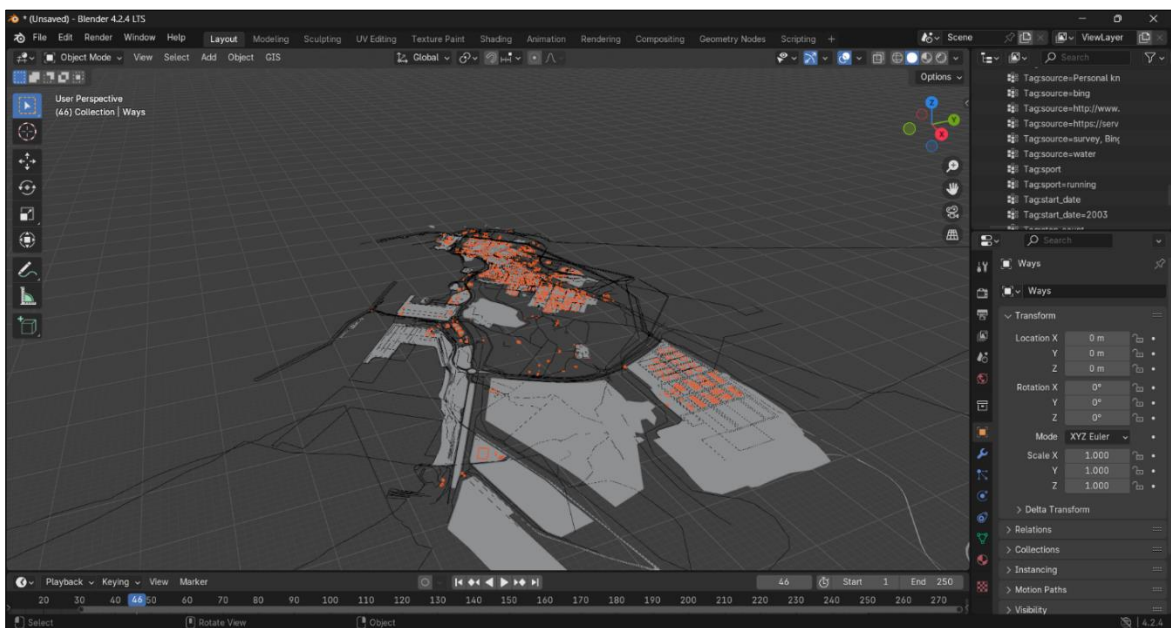 * (Unsaved) - Blender 4.2.4 LTS
File Edit Render Window Help Layout Modeling Sculpting UV Editing Texture Paint Shading Animation Rendering Compositing Geometry Nodes Scripting + Scene ViewLayer
Object Mode View Select Add Object GIS Global Search
Options
User Perspective
(46) Collection | Ways
Z
Y
X
Tag:source=Personal kn
Tag:source=bing
Tag:source=http://www.
Tag:source=https://serv
Tag:source=survey, Bing
Tag:source=water
Tag:sport
Tag:sport=running
Tag:start_date
Tag:start_date=2003
Search
Ways
Ways
Transform
Location X 0 m
Y 0 m
Z 0 m
Rotation X 0°
Y 0°
Z 0°
Mode XYZ Euler
Scale X 1.000
Y 1.000
Z 1.000
Delta Transform
Relations
Collections
Instancing
Motion Paths
Visibility
Playback Keying View Marker 46 Start 1 End 250
20 30 40 46 50 60 70 80 90 100 110 120 130 140 150 160 170 180 190 200 210 220 230 240 250 260 270
Select Rotate View Object 4.2.4